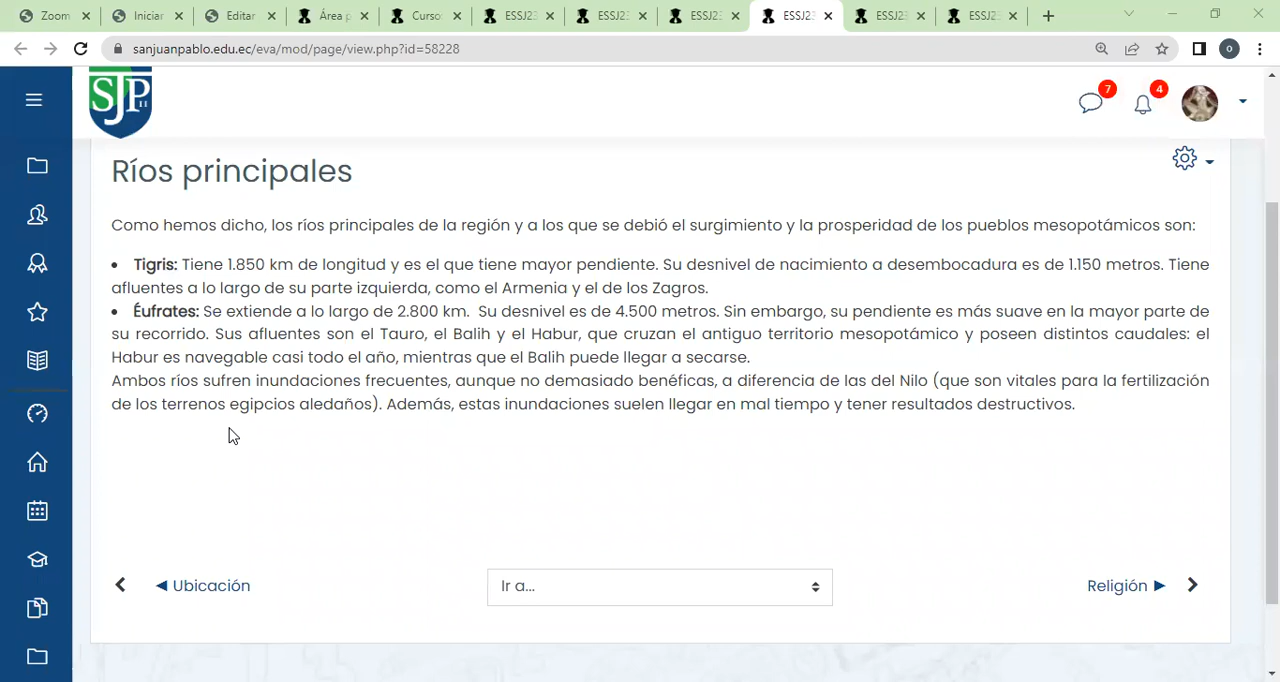 Zoom
Iniciar
Editar
Área p
Curso
ESSJ23
ESSJ23
ESSJ23
ESSJ23
ESSJ23
ESSJ23
sanjuanpablo.edu.ec/eva/mod/page/view.php?id=58228
o
SJP
II
7
4
Ríos principales
Como hemos dicho, los ríos principales de la región y a los que se debió el surgimiento y la prosperidad de los pueblos mesopotámicos son:
• Tigris: Tiene 1.850 km de longitud y es el que tiene mayor pendiente. Su desnivel de nacimiento a desembocadura es de 1.150 metros. Tiene
afluentes a lo largo de su parte izquierda, como el Armenia y el de los Zagros.
• Éufrates: Se extiende a lo largo de 2.800 km. Su desnivel es de 4.500 metros. Sin embargo, su pendiente es más suave en la mayor parte de
su recorrido. Sus afluentes son el Tauro, el Balih y el Habur, que cruzan el antiguo territorio mesopotámico y poseen distintos caudales: el
Habur es navegable casi todo el año, mientras que el Balih puede llegar a secarse.
Ambos ríos sufren inundaciones frecuentes, aunque no demasiado benéficas, a diferencia de las del Nilo (que son vitales para la fertilización
de los terrenos egipcios aledaños). Además, estas inundaciones suelen llegar en mal tiempo y tener resultados destructivos.
◄ Ubicación
Ir a...
Religión ►